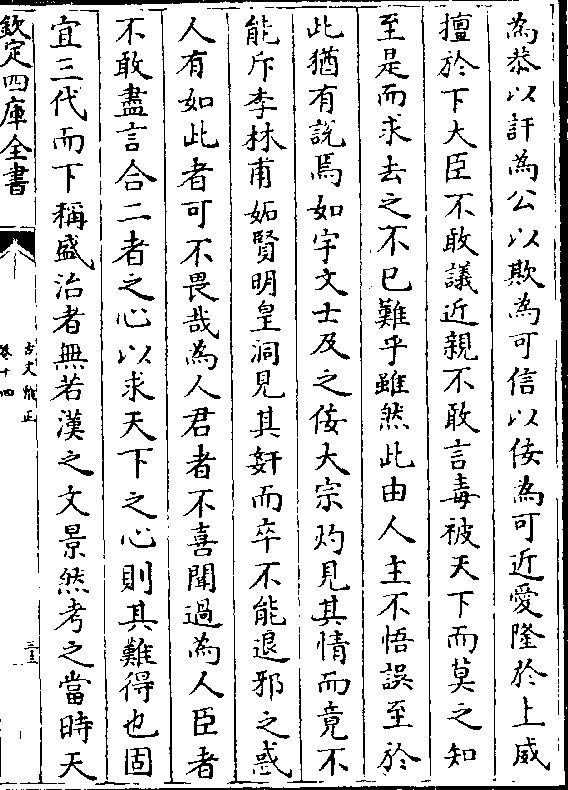 為恭以訐為公以欺為可信以佞為可近愛隆於上威
擅於下大臣不敢議近親不敢言毒被天下而莫之知
至是而求去之不已難乎雖然此由人主不悟誤至於
此猶有說焉如宇文士及之佞大宗灼見其情而竟不
能斥李林甫妬賢明皇洞見其姧而卒不能退邪之惑
人有如此者可不畏哉為人君者不喜聞過為人臣者
不敢盡言合二者之心以求天下之心則其難得也固
宜三代而下稱盛治者無若漢之文景然考之當時天
欽定四庫全書
古文雅正
卷十四
三十三